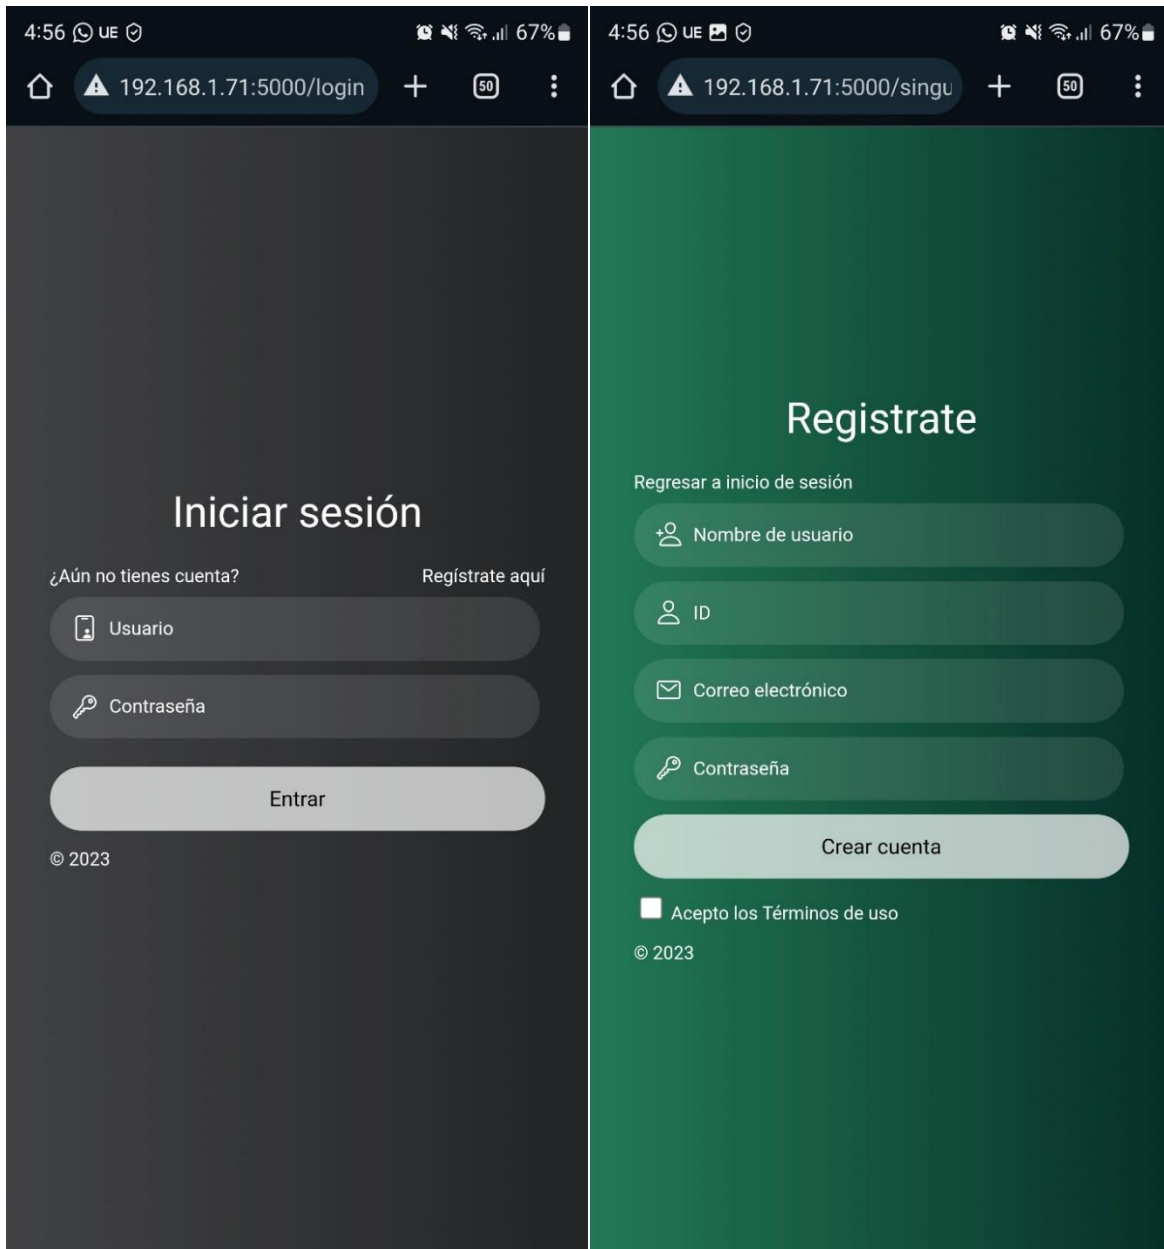 4:56 UE 67%
192.168.1.71:5000/login 50
Iniciar sesión
¿Aún no tienes cuenta? Regístrate aquí
Usuario
Contraseña
Entrar
© 2023
4:56 UE 67%
192.168.1.71:5000/singu 50
Registrate
Regresar a inicio de sesión
Nombre de usuario
ID
Correo electrónico
Contraseña
Crear cuenta
Acepto los Términos de uso
© 2023